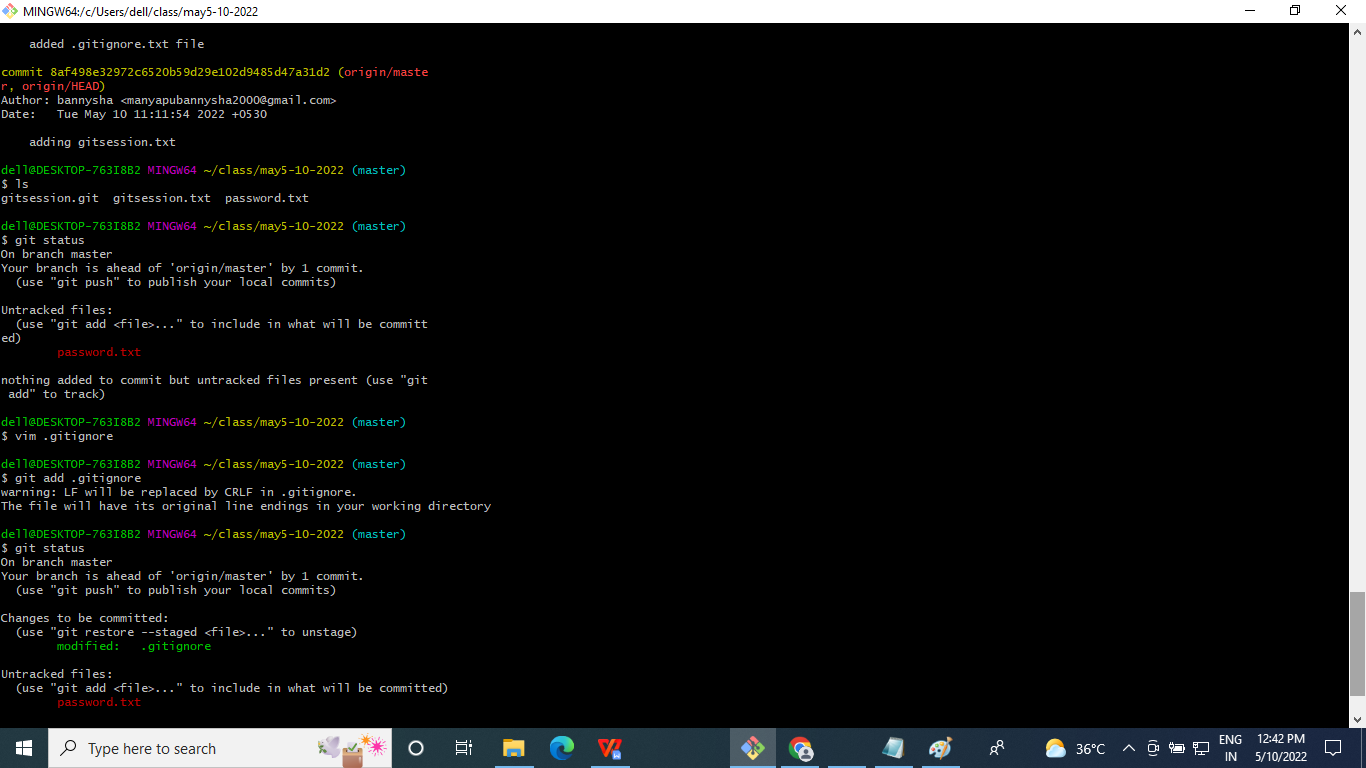 MINGW64:/c/Users/dell/class/may5-10-2022
added .gitignore.txt file
commit 8af498e32972c6520b59d29e102d9485d47a31d2 (origin/maste
r, origin/HEAD)
Author: bannysha <manyapubannysha2000@gmail.com>
Date:   Tue May 10 11:11:54 2022 +0530
adding gitsession.txt
dell@DESKTOP-763I8B2 MINGW64 ~/class/may5-10-2022 (master)
$ ls
gitsession.git  gitsession.txt  password.txt
dell@DESKTOP-763I8B2 MINGW64 ~/class/may5-10-2022 (master)
$ git status
On branch master
Your branch is ahead of 'origin/master' by 1 commit.
(use "git push" to publish your local commits)
Untracked files:
(use "git add <file>..." to include in what will be committ
ed)
password.txt
nothing added to commit but untracked files present (use "git
add" to track)
dell@DESKTOP-763I8B2 MINGW64 ~/class/may5-10-2022 (master)
$ vim .gitignore
dell@DESKTOP-763I8B2 MINGW64 ~/class/may5-10-2022 (master)
$ git add .gitignore
warning: LF will be replaced by CRLF in .gitignore.
The file will have its original line endings in your working directory
dell@DESKTOP-763I8B2 MINGW64 ~/class/may5-10-2022 (master)
$ git status
On branch master
Your branch is ahead of 'origin/master' by 1 commit.
(use "git push" to publish your local commits)
Changes to be committed:
(use "git restore --staged <file>..." to unstage)
modified:   .gitignore
Untracked files:
(use "git add <file>..." to include in what will be committed)
password.txt
Type here to search
36°C
ENG
IN
12:42 PM
5/10/2022